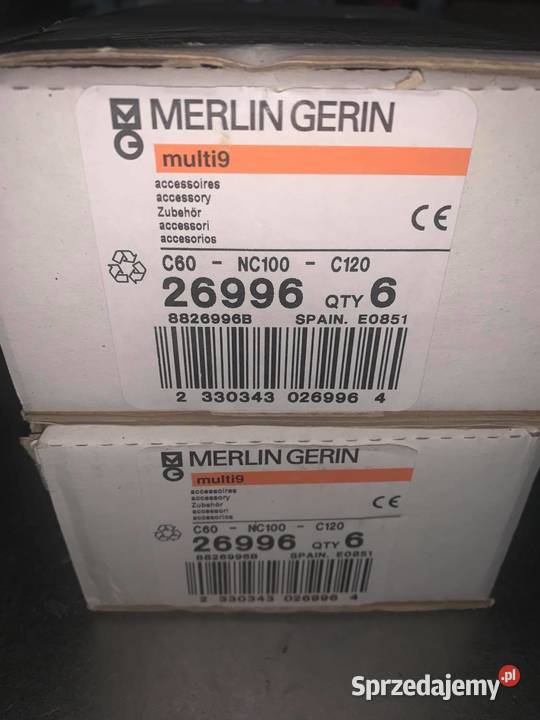 MERLIN GERIN
multi9
accessoires
accessory
Zubehör
accessori
accesorios
CE
C60 - NC100 - C120
26996 QTY 6
8826996B SPAIN. E0851
2 330343 026996 4
MERLIN GERIN
multi9
accessoires
accessory
Zubehör
accessori
accesorios
CE
C60 - NC100 - C120
26996 QTY 6
8826996B SPAIN. E0851
2 330343 026996 4
Sprzedajemy.pl